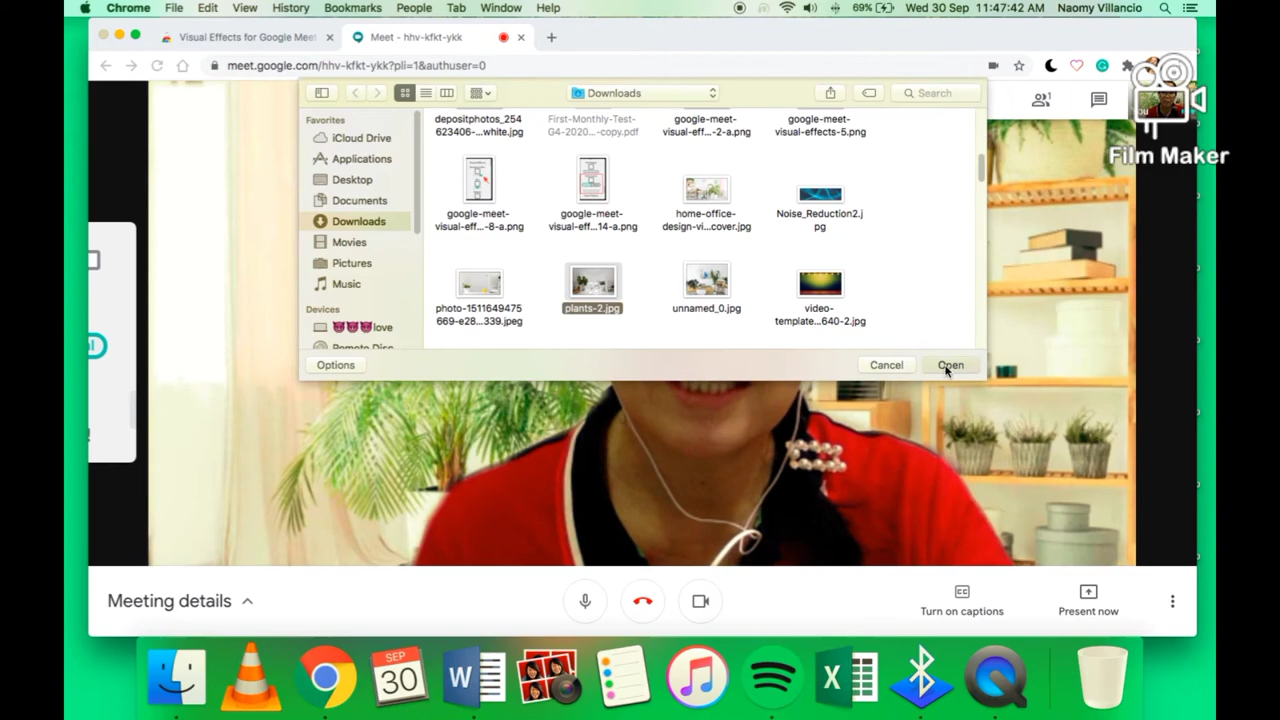 Chrome File Edit View History Bookmarks People Tab Window Help 69% Wed 30 Sep 11:47:42 AM Naomy Villancio
Visual Effects for Google Meet
Meet - hhv-kfkt-ykk
meet.google.com/hhv-kfkt-ykk?pli=1&authuser=0
Film Maker
Downloads
Search
Favorites
iCloud Drive
Applications
Desktop
Documents
Downloads
Movies
Pictures
Music
Devices
love
Remote Disc
depositphotos_254
623406-...white.jpg
First-Monthly-Test-
G4-2020...-copy.pdf
google-meet-
visual-eff...-2-a.png
google-meet-
visual-effects-5.png
google-meet-
visual-eff...-8-a.png
google-meet-
visual-eff...14-a.png
home-office-
design-vi...cover.jpg
Noise_Reduction2.j
pg
photo-1511649475
669-e28...339.jpeg
plants-2.jpg
unnamed_0.jpg
video-
template...640-2.jpg
Options
Cancel
Open
Meeting details
Turn on captions
Present now
SEP
30
W
X